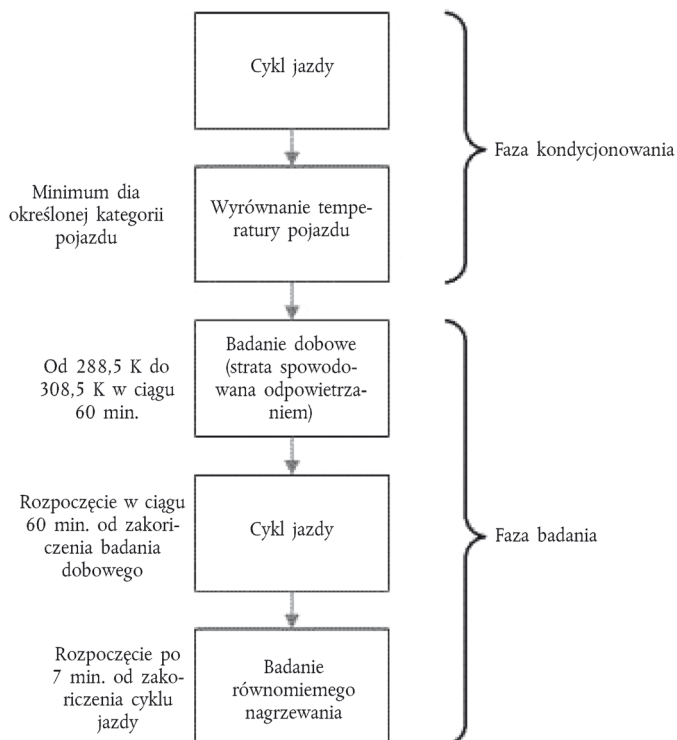 Cykl jazdy
Faza kondycjonowania
Minimum dia
określonej kategorii
pojazdu
Wyrównanie tempe-
ratury pojazdu
Od 288,5 K do
308,5 K w ciągu
60 min.
Badanie dobowe
(strata spowodo-
wana odpowietrza-
niem)
Rozpoczęcie w ciągu
60 min. od zakori-
czenia badania
dobowego
Cykl jazdy
Faza badania
Rozpoczęcie po
7 min. od zako-
riczenia cyklu
jazdy
Badanie
równomiemego
nagrzewania